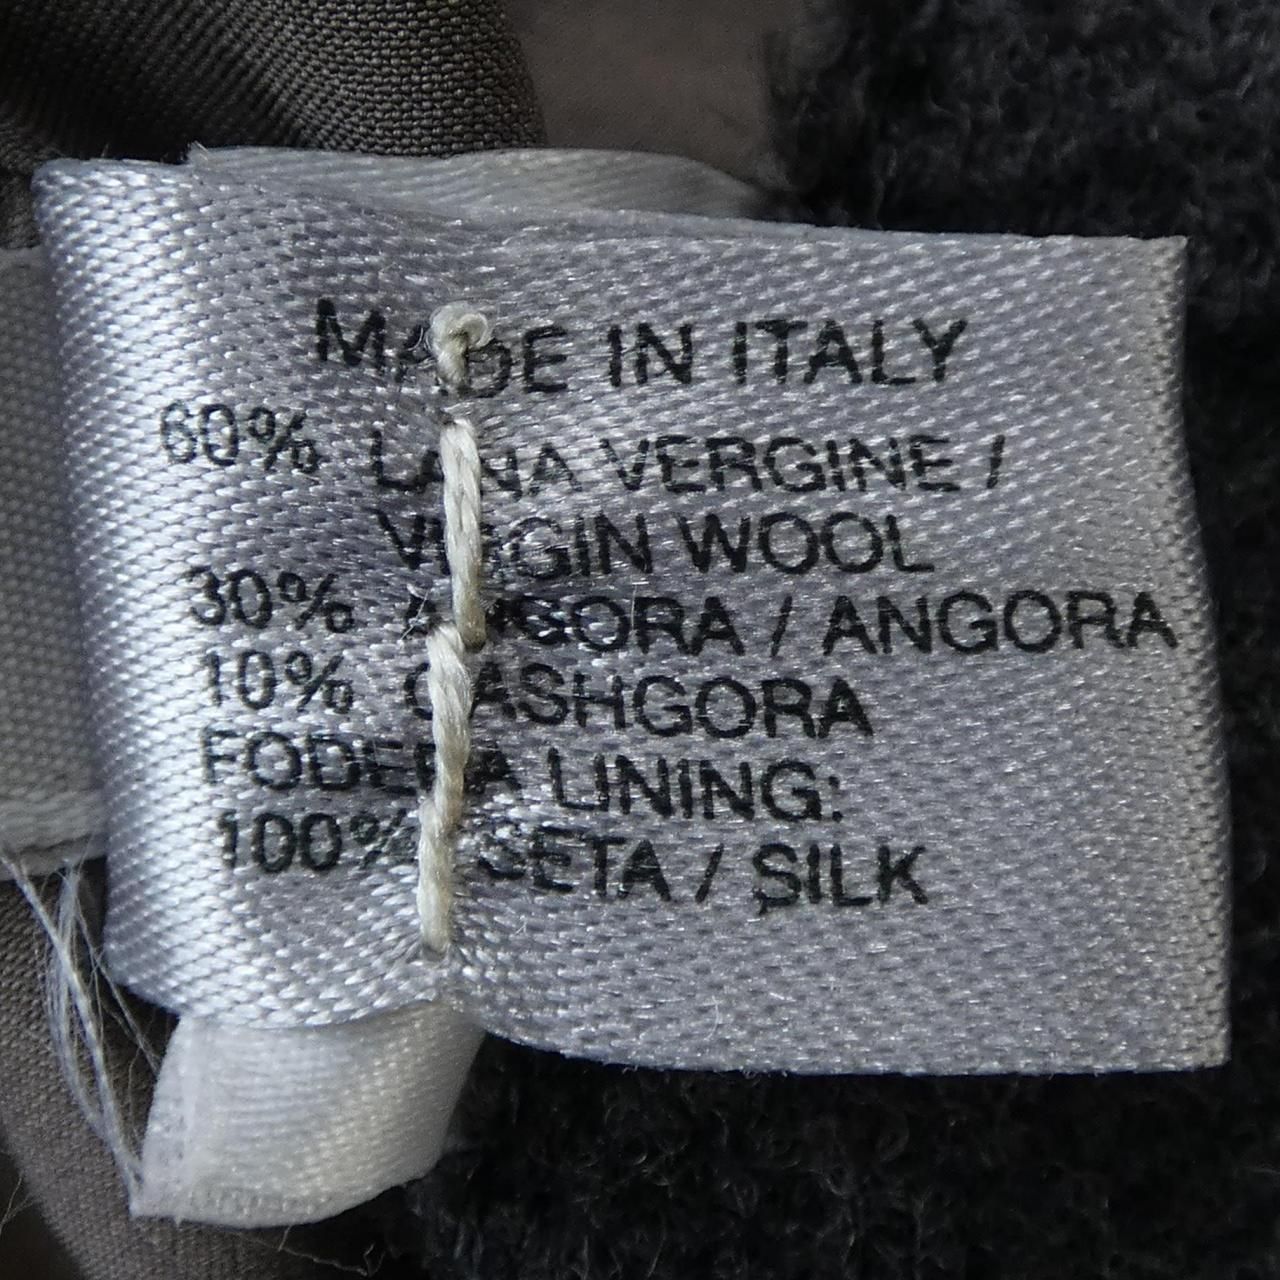 MADE IN ITALY
60% LANA VERGINE /
VIRGIN WOOL
30% ANGORA / ANGORA
10% CASHGORA
FODERA LINING:
100% SETA / SILK